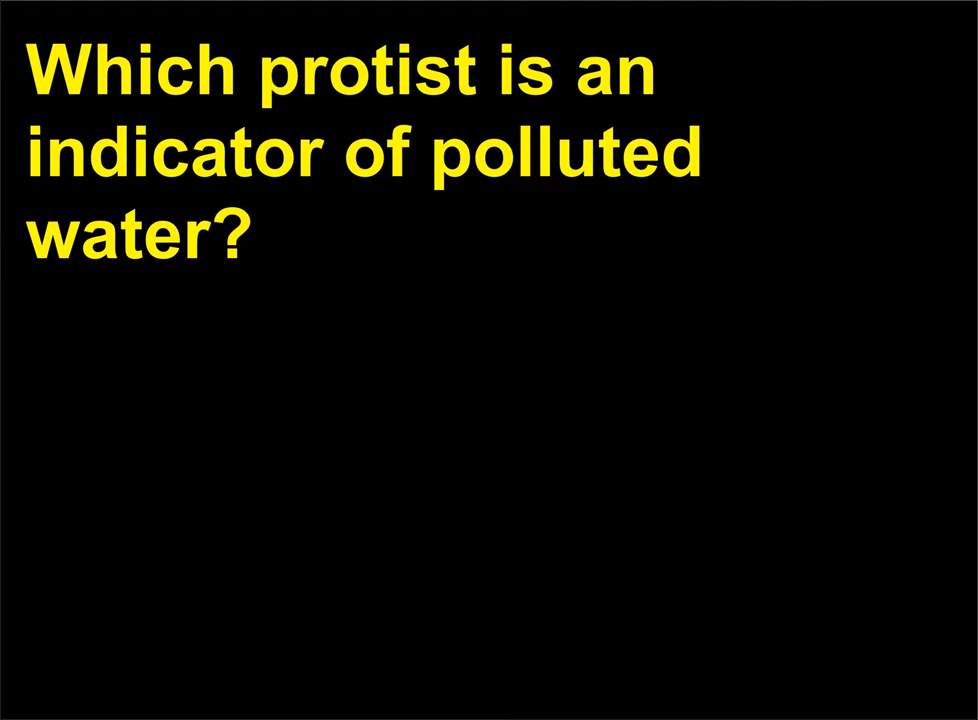 Which protist is an
indicator of polluted
water?